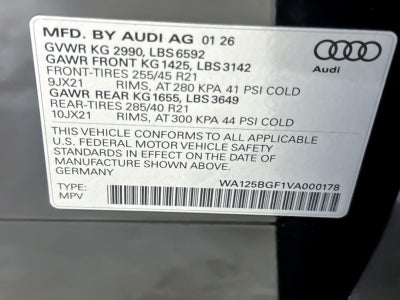 MFD. BY AUDI AG 01 26
GVWR KG 2990, LBS 6592
GAWR FRONT KG 1425, LBS 3142
FRONT-TIRES 255/45 R21
9JX21 RIMS, AT 280 KPA 41 PSI COLD
GAWR REAR KG 1655, LBS 3649
REAR-TIRES 285/40 R21
10JX21 RIMS, AT 300 KPA 44 PSI COLD
THIS VEHICLE CONFORMS TO ALL APPLICABLE
U.S. FEDERAL MOTOR VEHICLE SAFETY
STANDARDS IN EFFECT ON THE DATE OF
MANUFACTURE SHOWN ABOVE.
GERMANY
Audi
TYPE: WA125BGF1VA000178
MPV